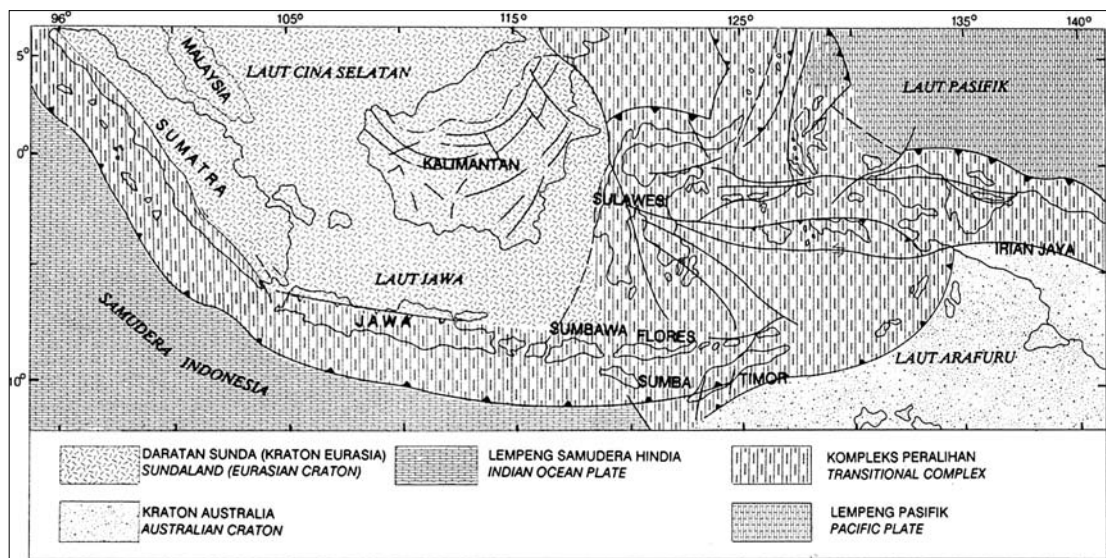 96° 105° 115° 125° 135° 140°
5°
0°
10°
MALAYSIA
LAUT CINA SELATAN
LAUT PASIFIK
SUMATRA
KALIMANTAN
SULAWESI
IRIAN JAYA
LAUT JAWA
JAWA
SUMBAWA
FLORES
SAMUDERA INDONESIA
SUMBA
TIMOR
LAUT ARAFURU
DARATAN SUNDA (KRATON EURASIA)
SUNDALAND (EURASIAN CRATON)
LEMPENG SAMUDERA HINDIA
INDIAN OCEAN PLATE
KOMPLEKS PERALIHAN
TRANSITIONAL COMPLEX
KRATON AUSTRALIA
AUSTRALIAN CRATON
LEMPENG PASIFIK
PACIFIC PLATE